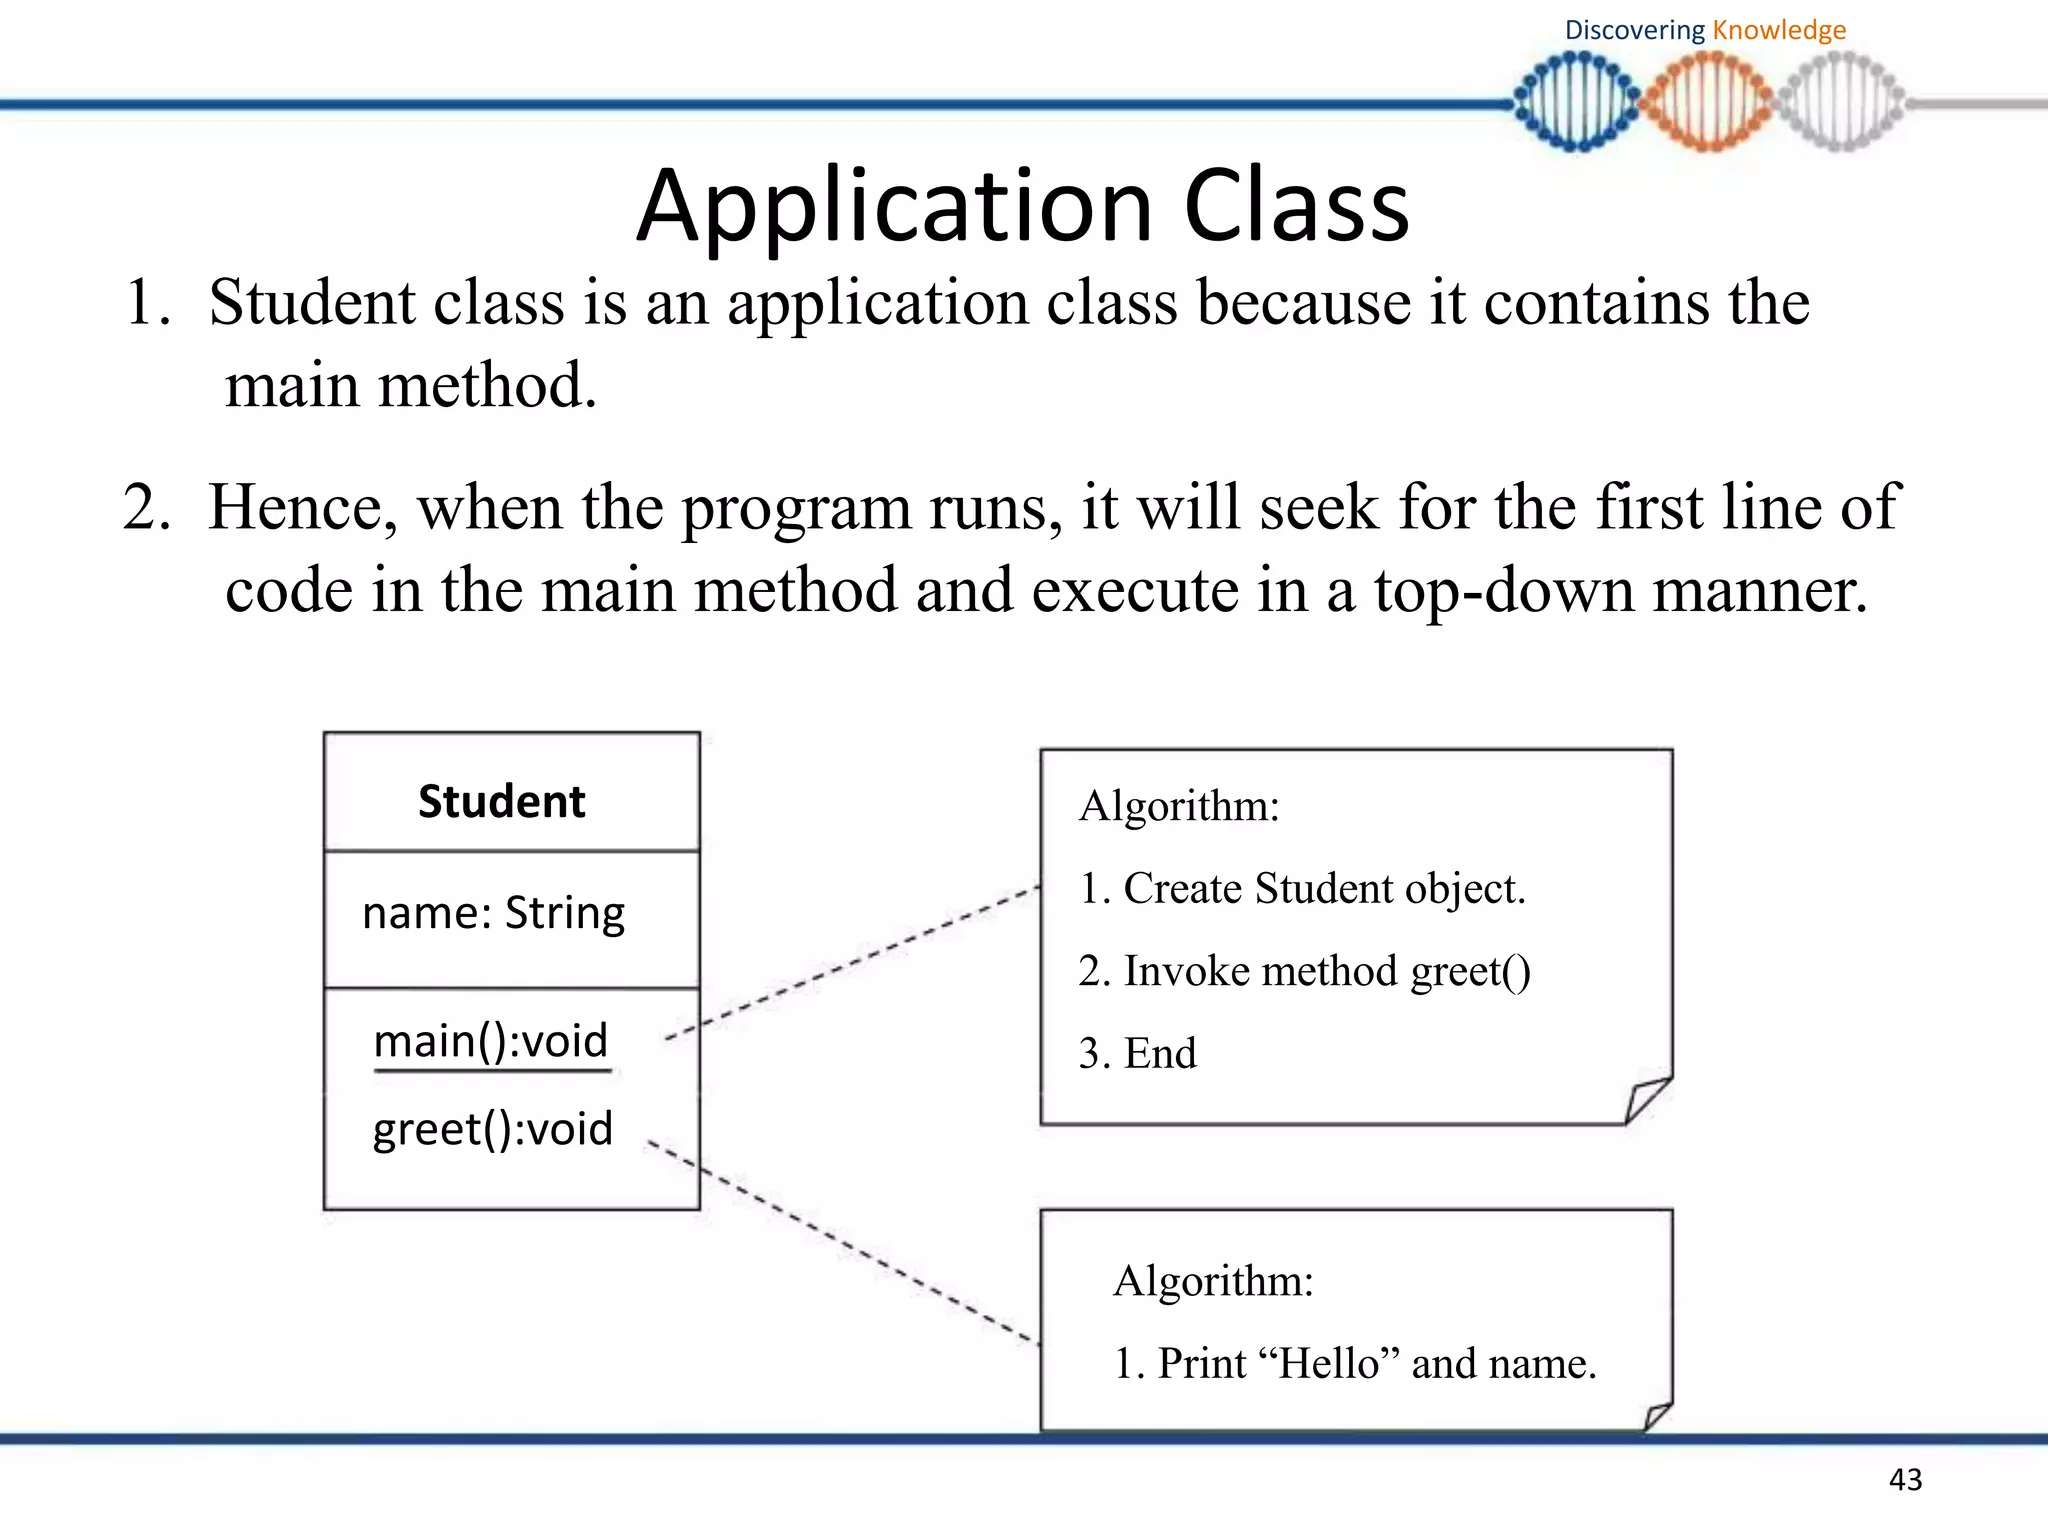 Discovering Knowledge
Application Class
1. Student class is an application class because it contains the
main method.
2. Hence, when the program runs, it will seek for the first line of
code in the main method and execute in a top-down manner.
Student
name: String
main():void
greet():void
Algorithm:
1. Create Student object.
2. Invoke method greet()
3. End
Algorithm:
1. Print “Hello” and name.
43